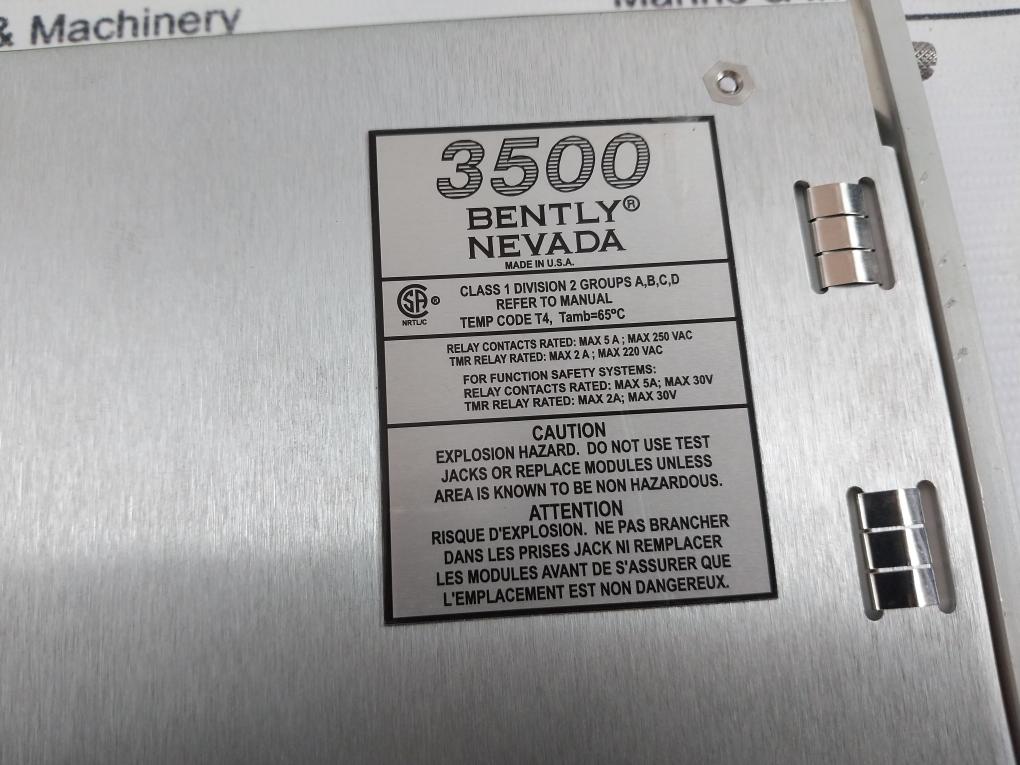 & Machinery
3500
BENTLY®
NEVADA
MADE IN U.S.A.
SA ®
NRTL/C
CLASS 1 DIVISION 2 GROUPS A,B,C,D
REFER TO MANUAL
TEMP CODE T4, Tamb=65ºC
RELAY CONTACTS RATED: MAX 5 A ; MAX 250 VAC
TMR RELAY RATED: MAX 2 A ; MAX 220 VAC
FOR FUNCTION SAFETY SYSTEMS:
RELAY CONTACTS RATED: MAX 5A; MAX 30V
TMR RELAY RATED: MAX 2A; MAX 30V
CAUTION
EXPLOSION HAZARD. DO NOT USE TEST
JACKS OR REPLACE MODULES UNLESS
AREA IS KNOWN TO BE NON HAZARDOUS.
ATTENTION
RISQUE D'EXPLOSION. NE PAS BRANCHER
DANS LES PRISES JACK NI REMPLACER
LES MODULES AVANT DE S'ASSURER QUE
L'EMPLACEMENT EST NON DANGEREUX.